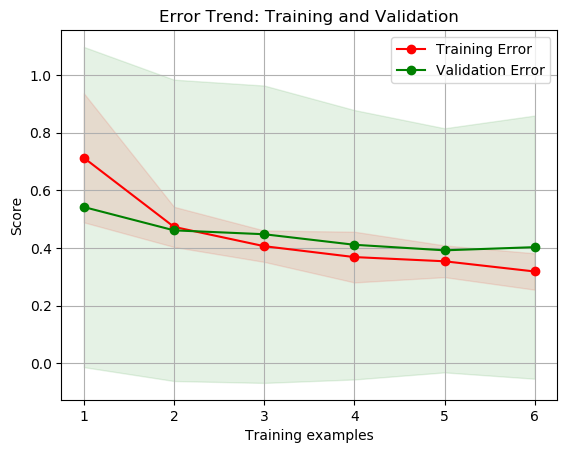 Error Trend: Training and Validation
Training Error
Validation Error
Score
1.0
0.8
0.6
0.4
0.2
0.0
1 2 3 4 5 6
Training examples